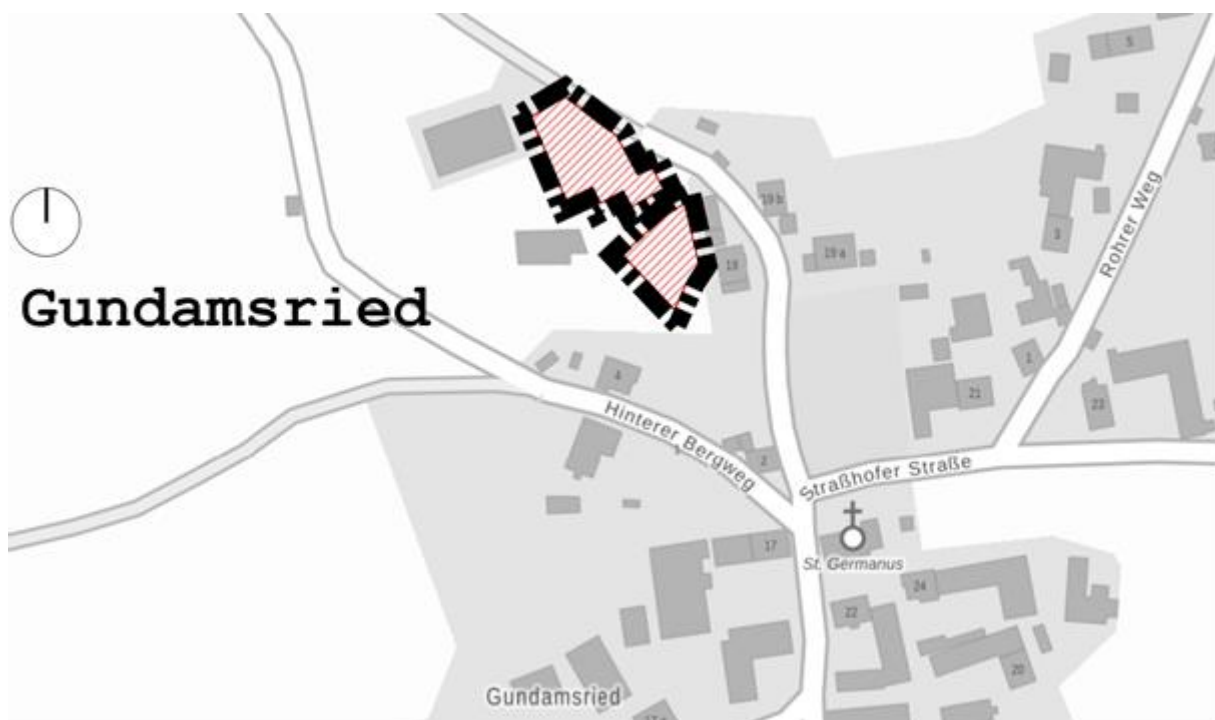 5
19 b
19 a
18
3
Rohrer Weg
Gundamsried
4
1
21
23
Hinterer Bergweg
2
Straßhofer Straße
17
St. Germanus
24
22
20
Gundamsried